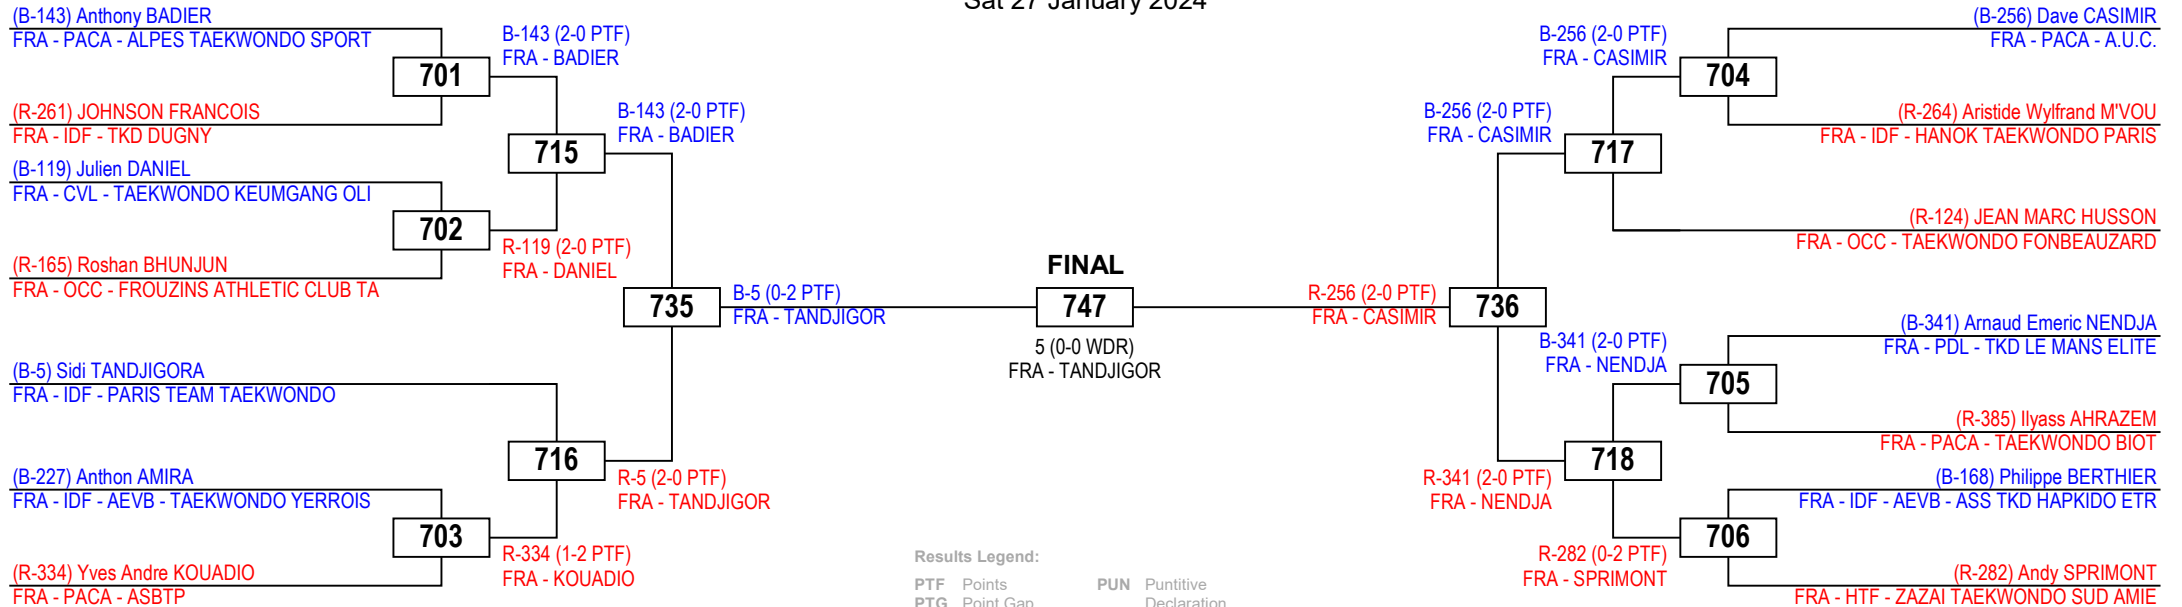 Sat 27 January 2024
(B-143) Anthony BADIER
FRA - PACA - ALPES TAEKWONDO SPORT
701
B-143 (2-0 PTF)
FRA - BADIER
(R-261) JOHNSON FRANCOIS
FRA - IDF - TKD DUGNY
B-143 (2-0 PTF)
FRA - BADIER
715
(B-119) Julien DANIEL
FRA - CVL - TAEKWONDO KEUMGANG OLI
702
R-119 (2-0 PTF)
FRA - DANIEL
(R-165) Roshan BHUNJUN
FRA - OCC - FROUZINS ATHLETIC CLUB TA
735
B-5 (0-2 PTF)
FRA - TANDJIGOR
(B-5) Sidi TANDJIGORA
FRA - IDF - PARIS TEAM TAEKWONDO
716
R-5 (2-0 PTF)
FRA - TANDJIGOR
(B-227) Anthon AMIRA
FRA - IDF - AEVB - TAEKWONDO YERROIS
703
R-334 (1-2 PTF)
FRA - KOUADIO
(R-334) Yves Andre KOUADIO
FRA - PACA - ASBTP
FINAL
747
5 (0-0 WDR)
FRA - TANDJIGOR
(B-256) Dave CASIMIR
FRA - PACA - A.U.C.
B-256 (2-0 PTF)
FRA - CASIMIR
704
(R-264) Aristide Wylfrand M'VOU
FRA - IDF - HANOK TAEKWONDO PARIS
B-256 (2-0 PTF)
FRA - CASIMIR
717
(R-124) JEAN MARC HUSSON
FRA - OCC - TAEKWONDO FONBEAUZARD
R-256 (2-0 PTF)
FRA - CASIMIR
736
(B-341) Arnaud Emeric NENDJA
FRA - PDL - TKD LE MANS ELITE
B-341 (2-0 PTF)
FRA - NENDJA
705
(R-385) Ilyass AHRAZEM
FRA - PACA - TAEKWONDO BIOT
R-341 (2-0 PTF)
FRA - NENDJA
718
(B-168) Philippe BERTHIER
FRA - IDF - AEVB - ASS TKD HAPKIDO ETR
706
R-282 (0-2 PTF)
FRA - SPRIMONT
(R-282) Andy SPRIMONT
FRA - HTF - ZAZAI TAEKWONDO SUD AMIE
Results Legend:
PTF Points
PUN Puntitive
Declaration
PTG Point Gap